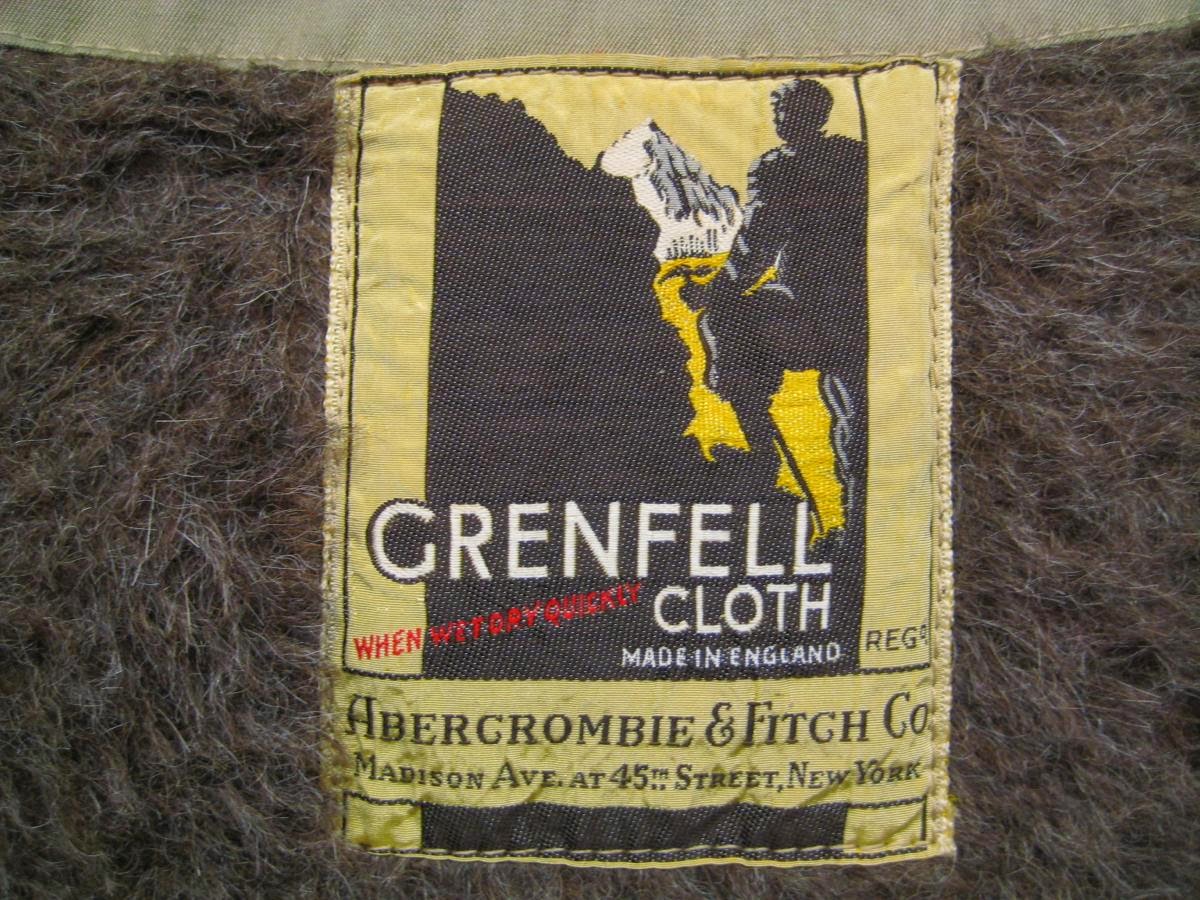 GRENFELL
CLOTH
WHEN WET DRY QUICKLY
MADE IN ENGLAND
REGD
ABERCROMBIE & FITCH CO
MADISON AVE. AT 45TH STREET, NEW YORK